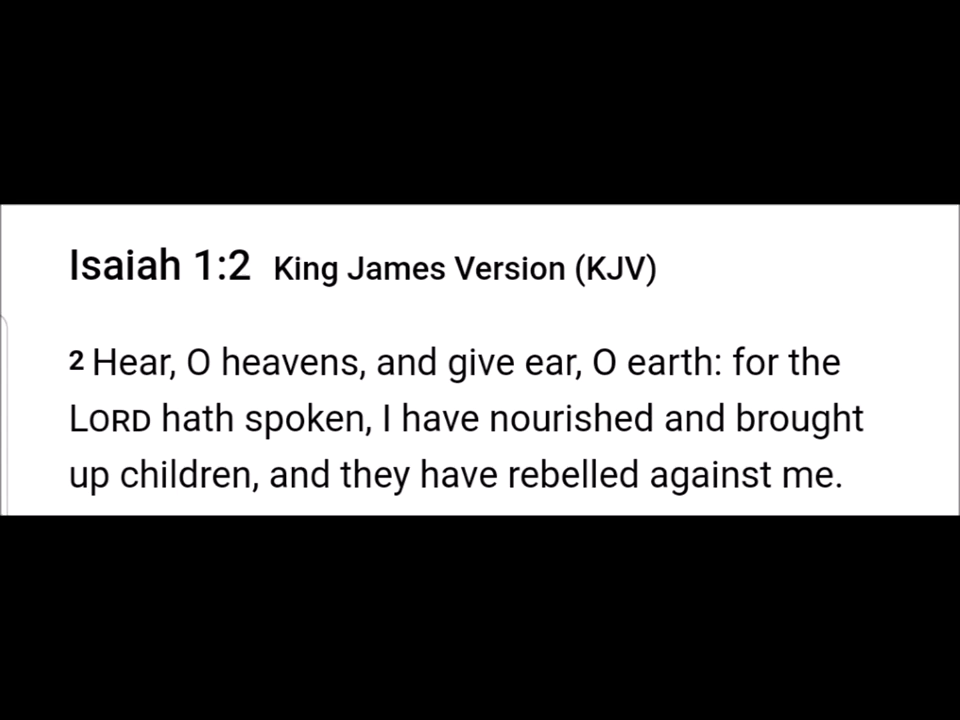 Isaiah 1:2 King James Version (KJV)
2 Hear, O heavens, and give ear, O earth: for the
LORD hath spoken, I have nourished and brought
up children, and they have rebelled against me.